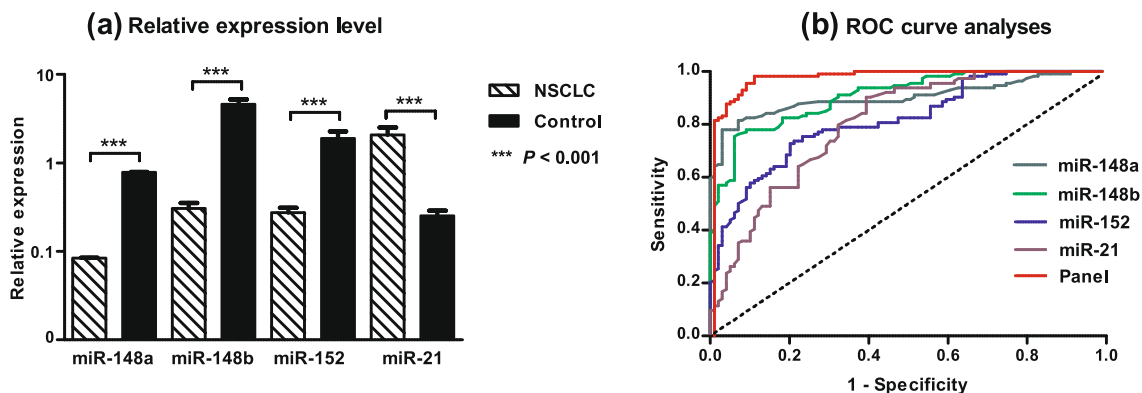 (a) Relative expression level
Relative expression
10
1
0.1
0
***
***
***
***
miR-148a
miR-148b
miR-152
miR-21
NSCLC
Control
*** P < 0.001
(b) ROC curve analyses
Sensitivity
1.0
0.8
0.6
0.4
0.2
0.0
0.0
0.2
0.4
0.6
0.8
1.0
1 - Specificity
miR-148a
miR-148b
miR-152
miR-21
Panel